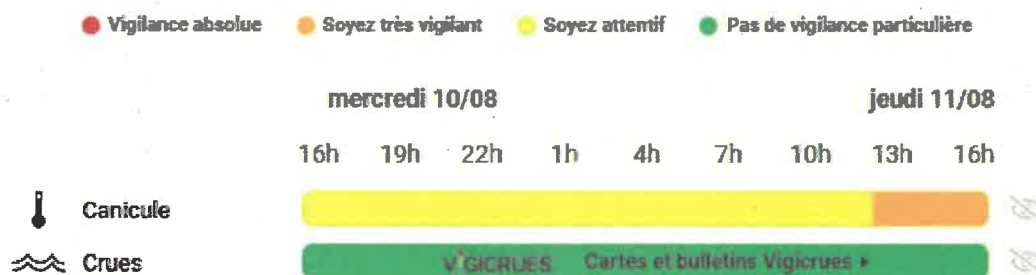 Vigilance absolue Soyez très vigilant Soyez attentif Pas de vigilance particulière
mercredi 10/08 jeudi 11/08
16h 19h 22h 1h 4h 7h 10h 13h 16h
Canicule
Crues VIGICRUES Cartes et bulletins Vigicrues